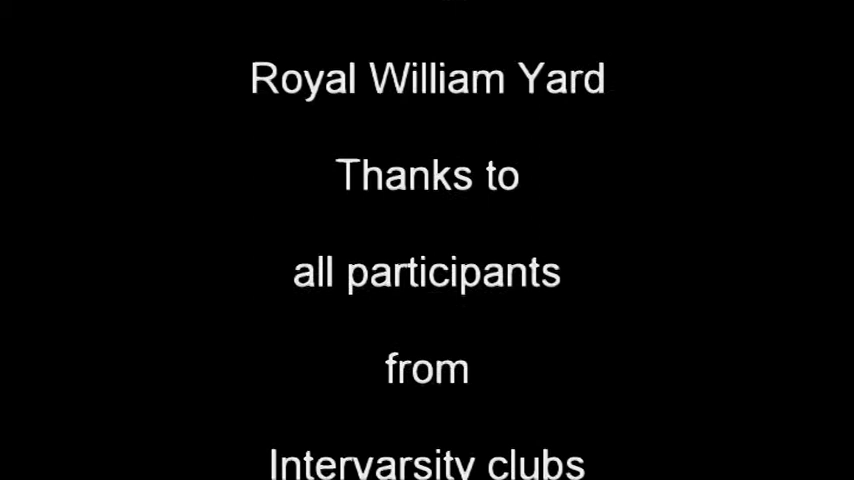 Royal William Yard
Thanks to
all participants
from
Intervarsity clubs